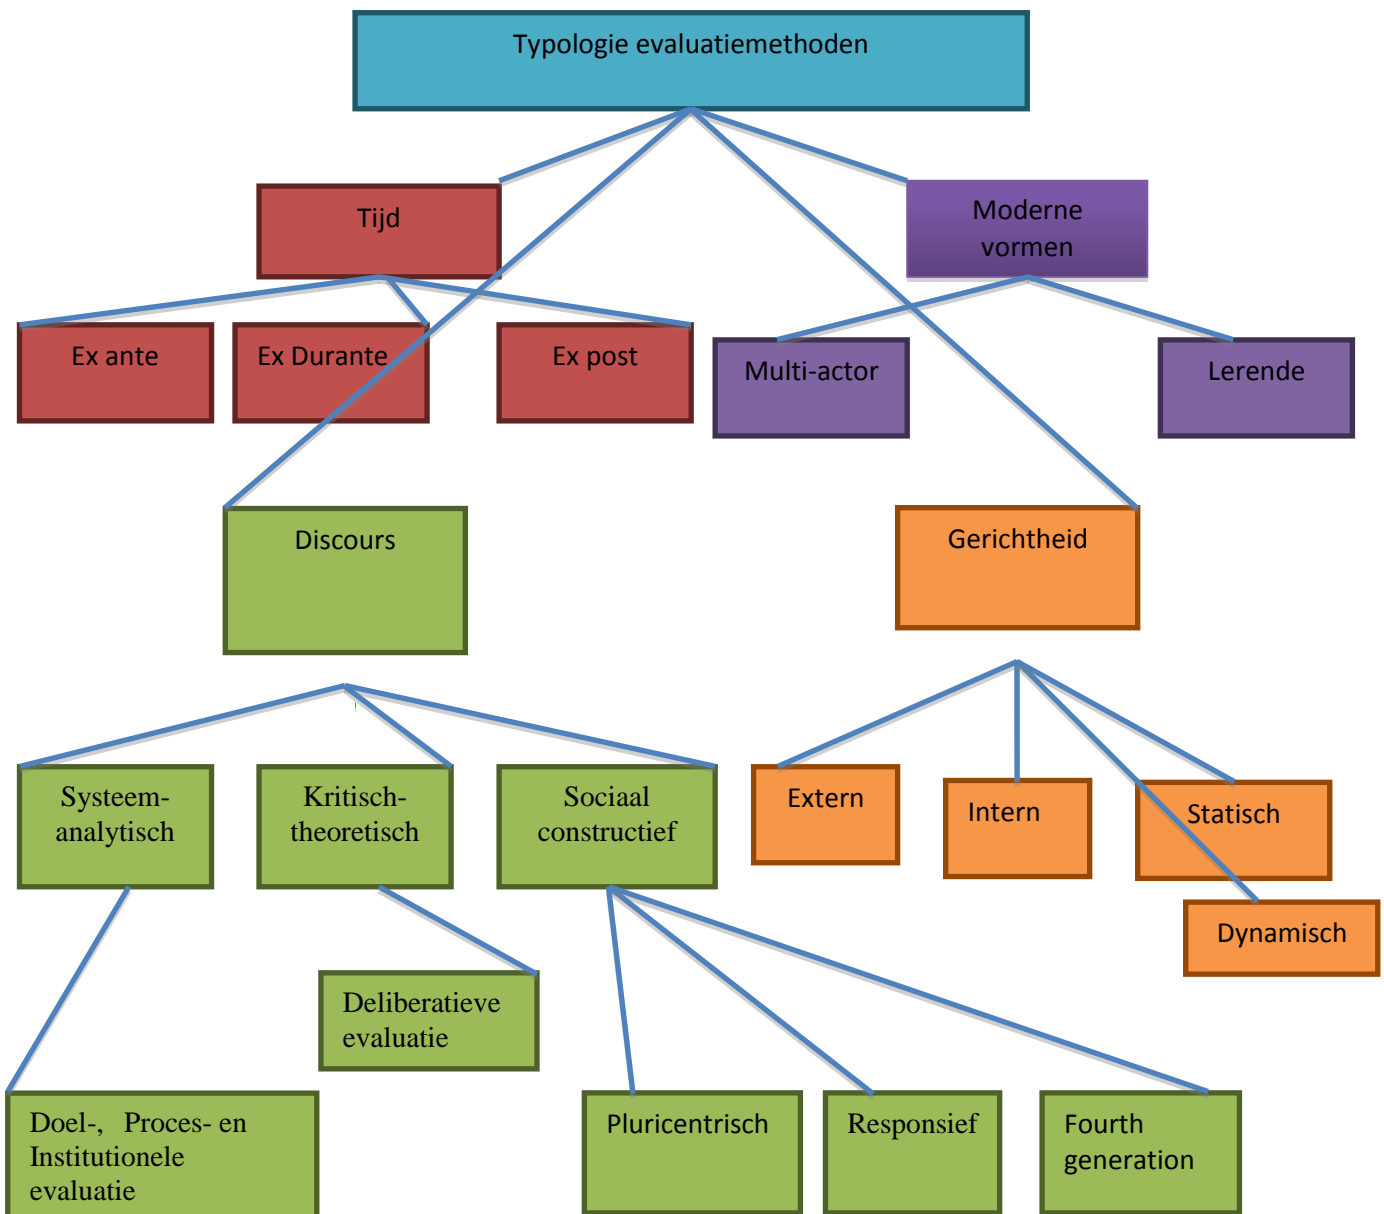 Typologie evaluatiemethoden
Tijd
Moderne
vormen
Ex ante
Ex Durante
Ex post
Multi-actor
Lerende
Discours
Gerichtheid
Systeem-
analytisch
Kritisch-
theoretisch
Sociaal
constructief
Extern
Intern
Statisch
Dynamisch
Deliberatieve
evaluatie
Doel-, Proces- en
Institutionele
evaluatie
Pluricentrisch
Responsief
Fourth
generation